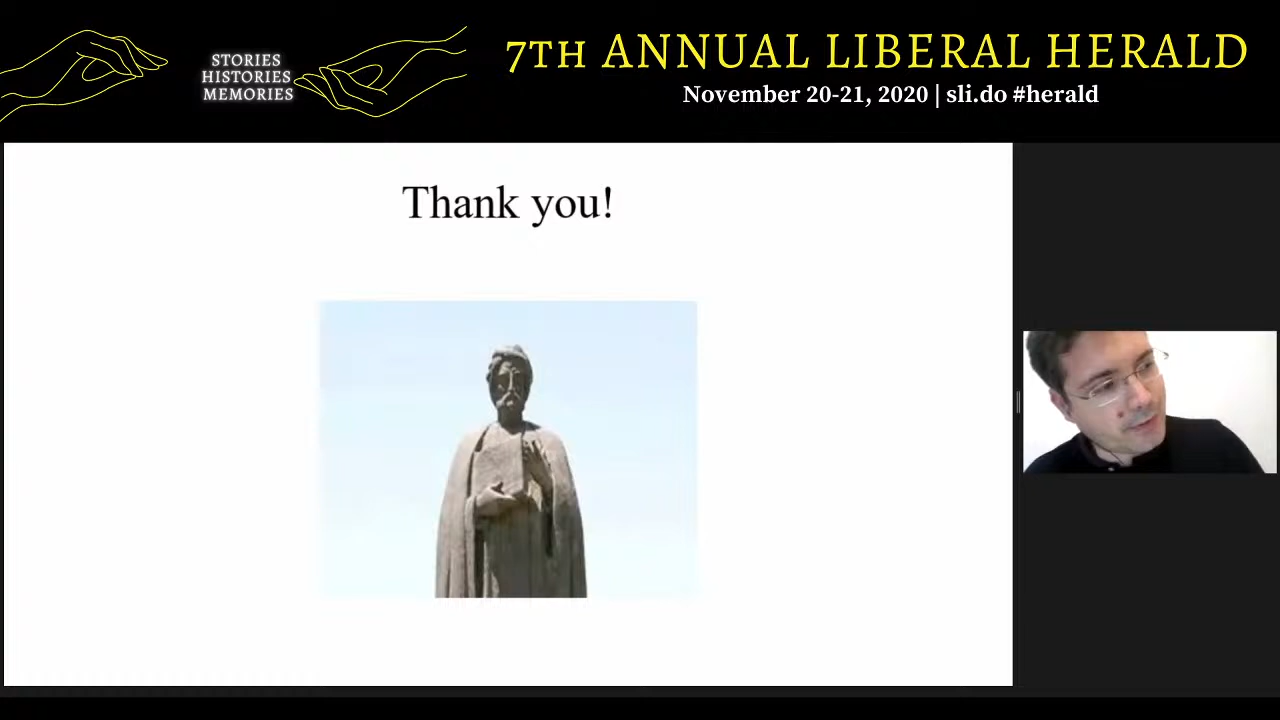 STORIES
HISTORIES
MEMORIES
7TH ANNUAL LIBERAL HERALD
November 20-21, 2020 | sli.do #herald
Thank you!